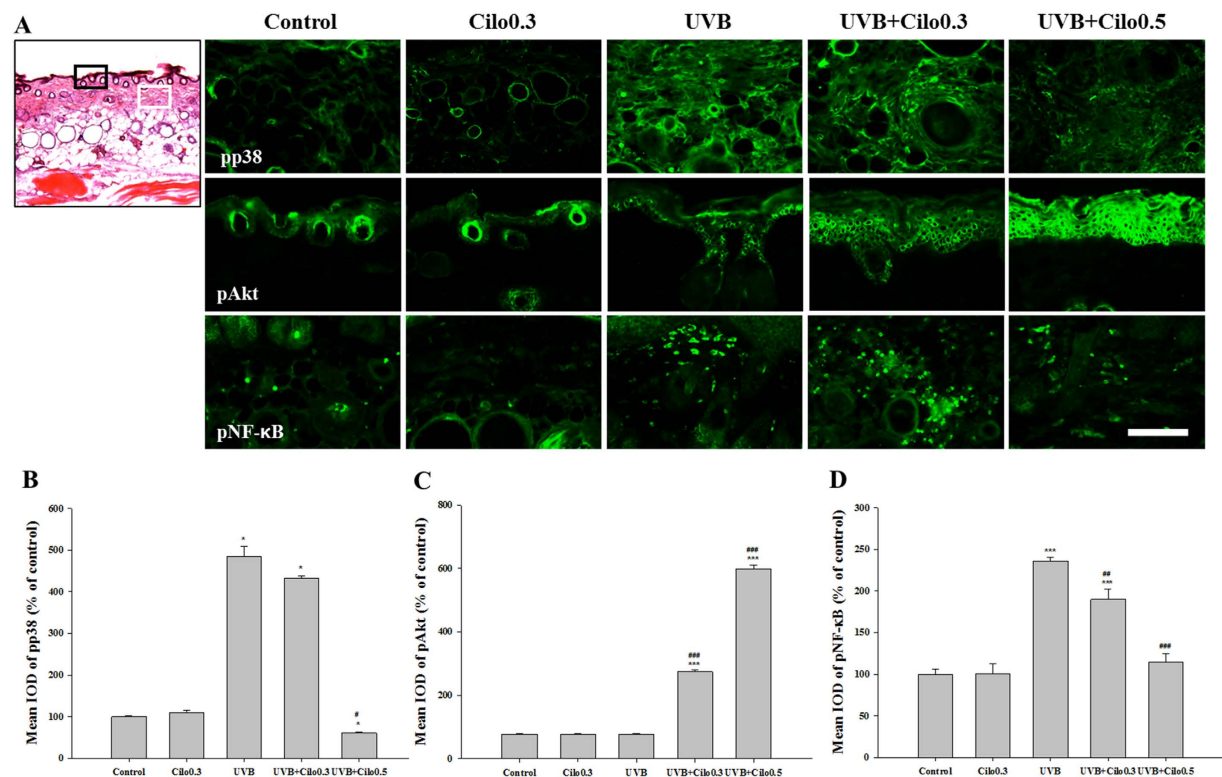 A
Control Cilo0.3 UVB UVB+Cilo0.3 UVB+Cilo0.5
pp38
pAkt
pNF-κB
B
Mean IOD of pp38 (% of control)
600
500
400
300
200
100
0
*
*
#
*
Control Cilo0.3 UVB UVB+Cilo0.3 UVB+Cilo0.5
C
Mean IOD of pAkt (% of control)
800
600
400
200
0
###
***
###
***
Control Cilo0.3 UVB UVB+Cilo0.3 UVB+Cilo0.5
D
Mean IOD of pNF-κB (% of control)
300
250
200
150
100
50
0
***
##
***
###
Control Cilo0.3 UVB UVB+Cilo0.3 UVB+Cilo0.5